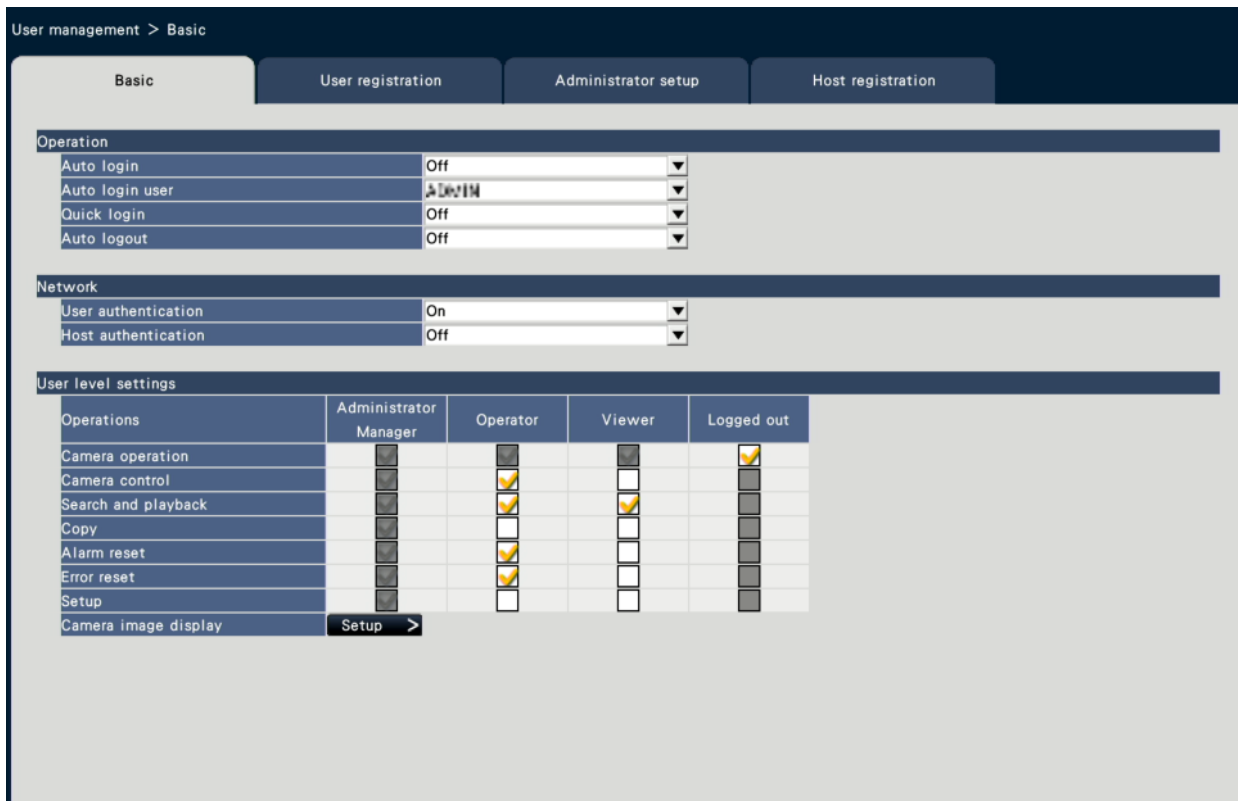 User management > Basic
Basic User registration Administrator setup Host registration
Operation
Auto login Off
Auto login user ADMIN
Quick login Off
Auto logout Off
Network
User authentication On
Host authentication Off
User level settings
Operations Administrator Manager Operator Viewer Logged out
Camera operation
Camera control
Search and playback
Copy
Alarm reset
Error reset
Setup
Camera image display Setup >